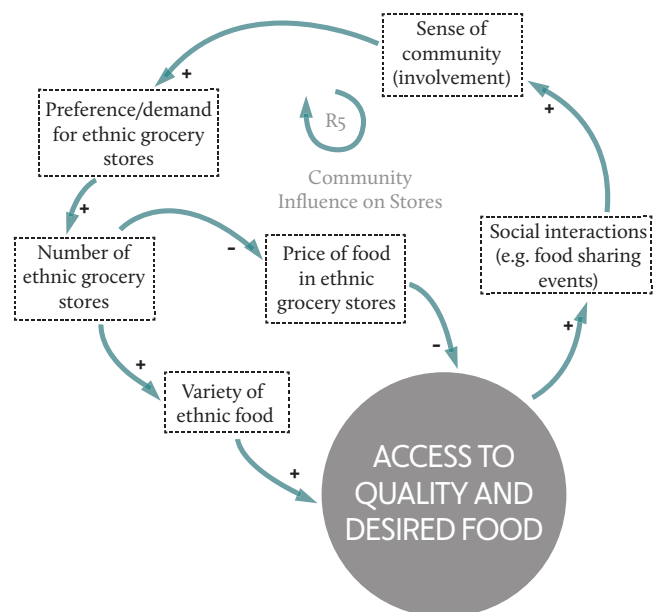 Sense of
community
(involvement)
+
Preference/demand
for ethnic grocery
stores
R5
+
Community
Influence on Stores
+
Number of
ethnic grocery
stores
-
Price of food
in ethnic
grocery stores
Social interactions
(e.g. food sharing
events)
+
-
+
Variety of
ethnic food
+
ACCESS TO
QUALITY AND
DESIRED FOOD